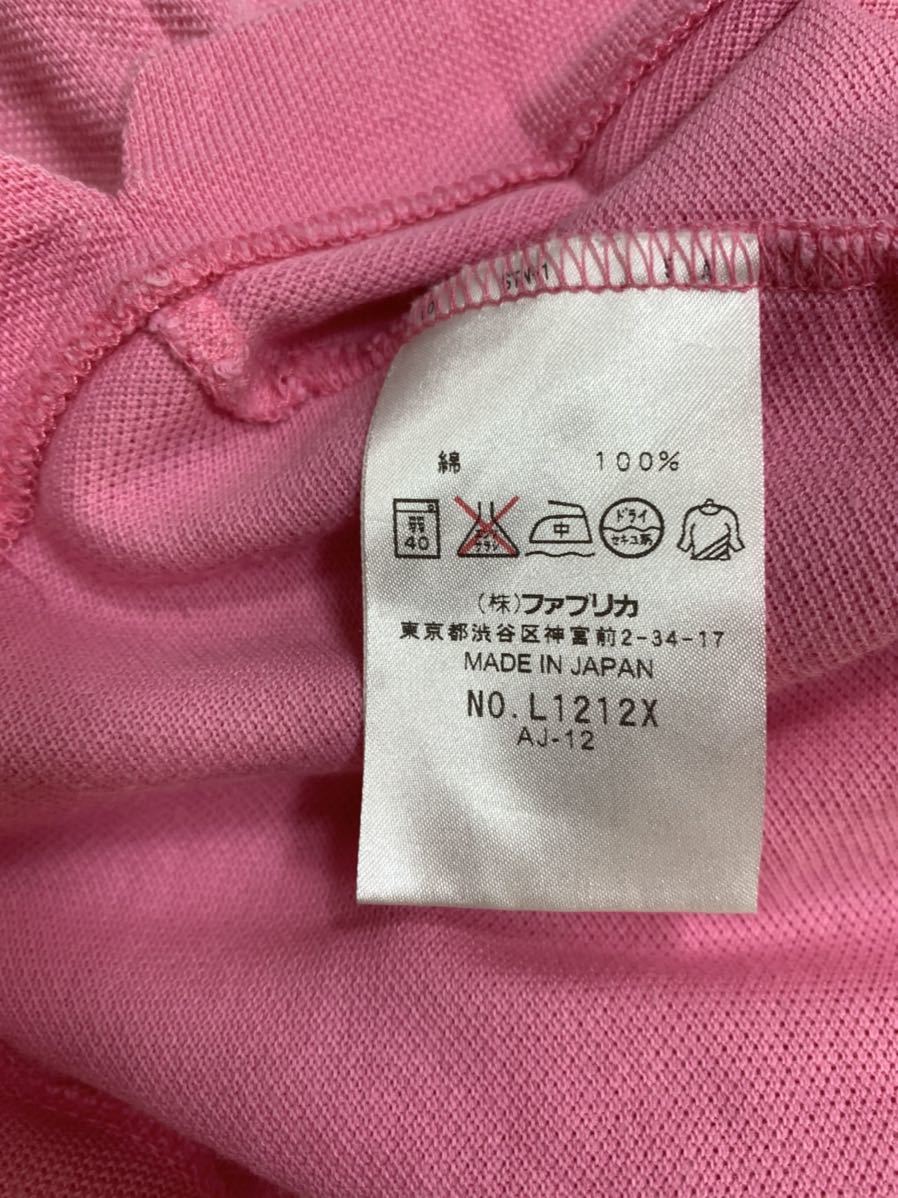 綿 100%
弱 40
中
ドライ
セキユ系
(株)ファブリカ
東京都渋谷区神宮前2-34-17
MADE IN JAPAN
NO.L1212X
AJ-12